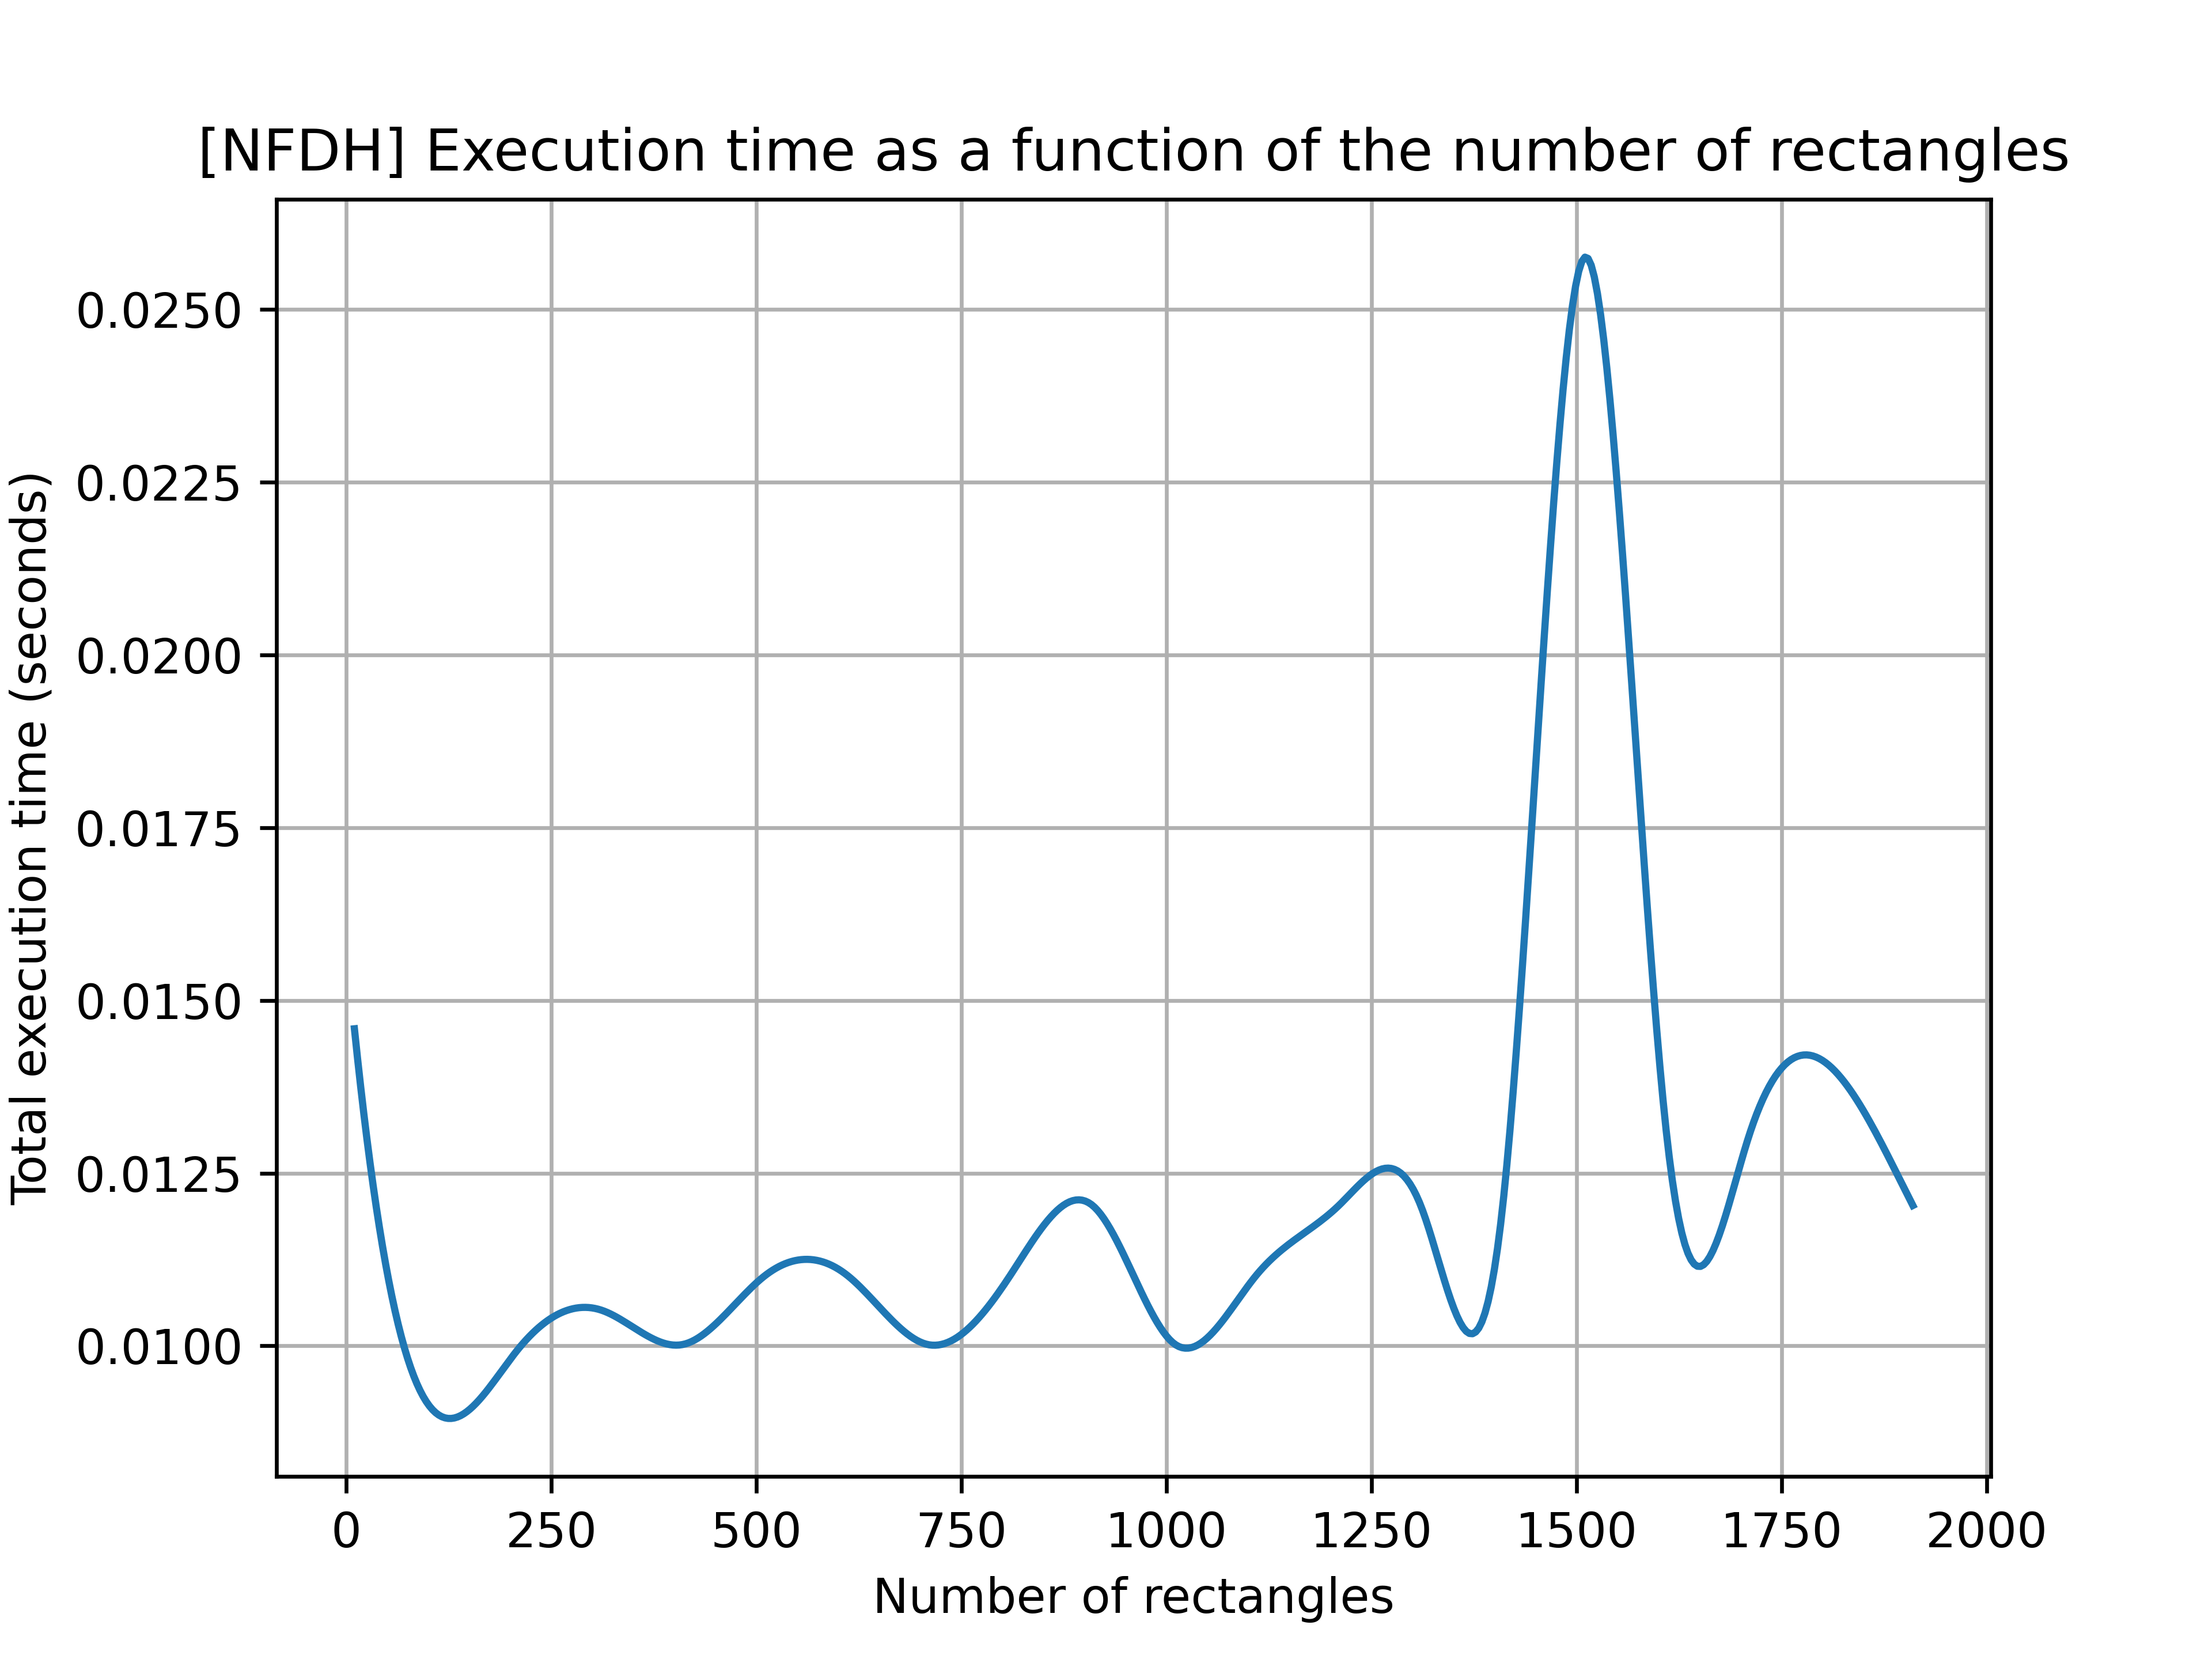 [NFDH] Execution time as a function of the number of rectangles
Total execution time (seconds)
0.0250
0.0225
0.0200
0.0175
0.0150
0.0125
0.0100
0 250 500 750 1000 1250 1500 1750 2000
Number of rectangles